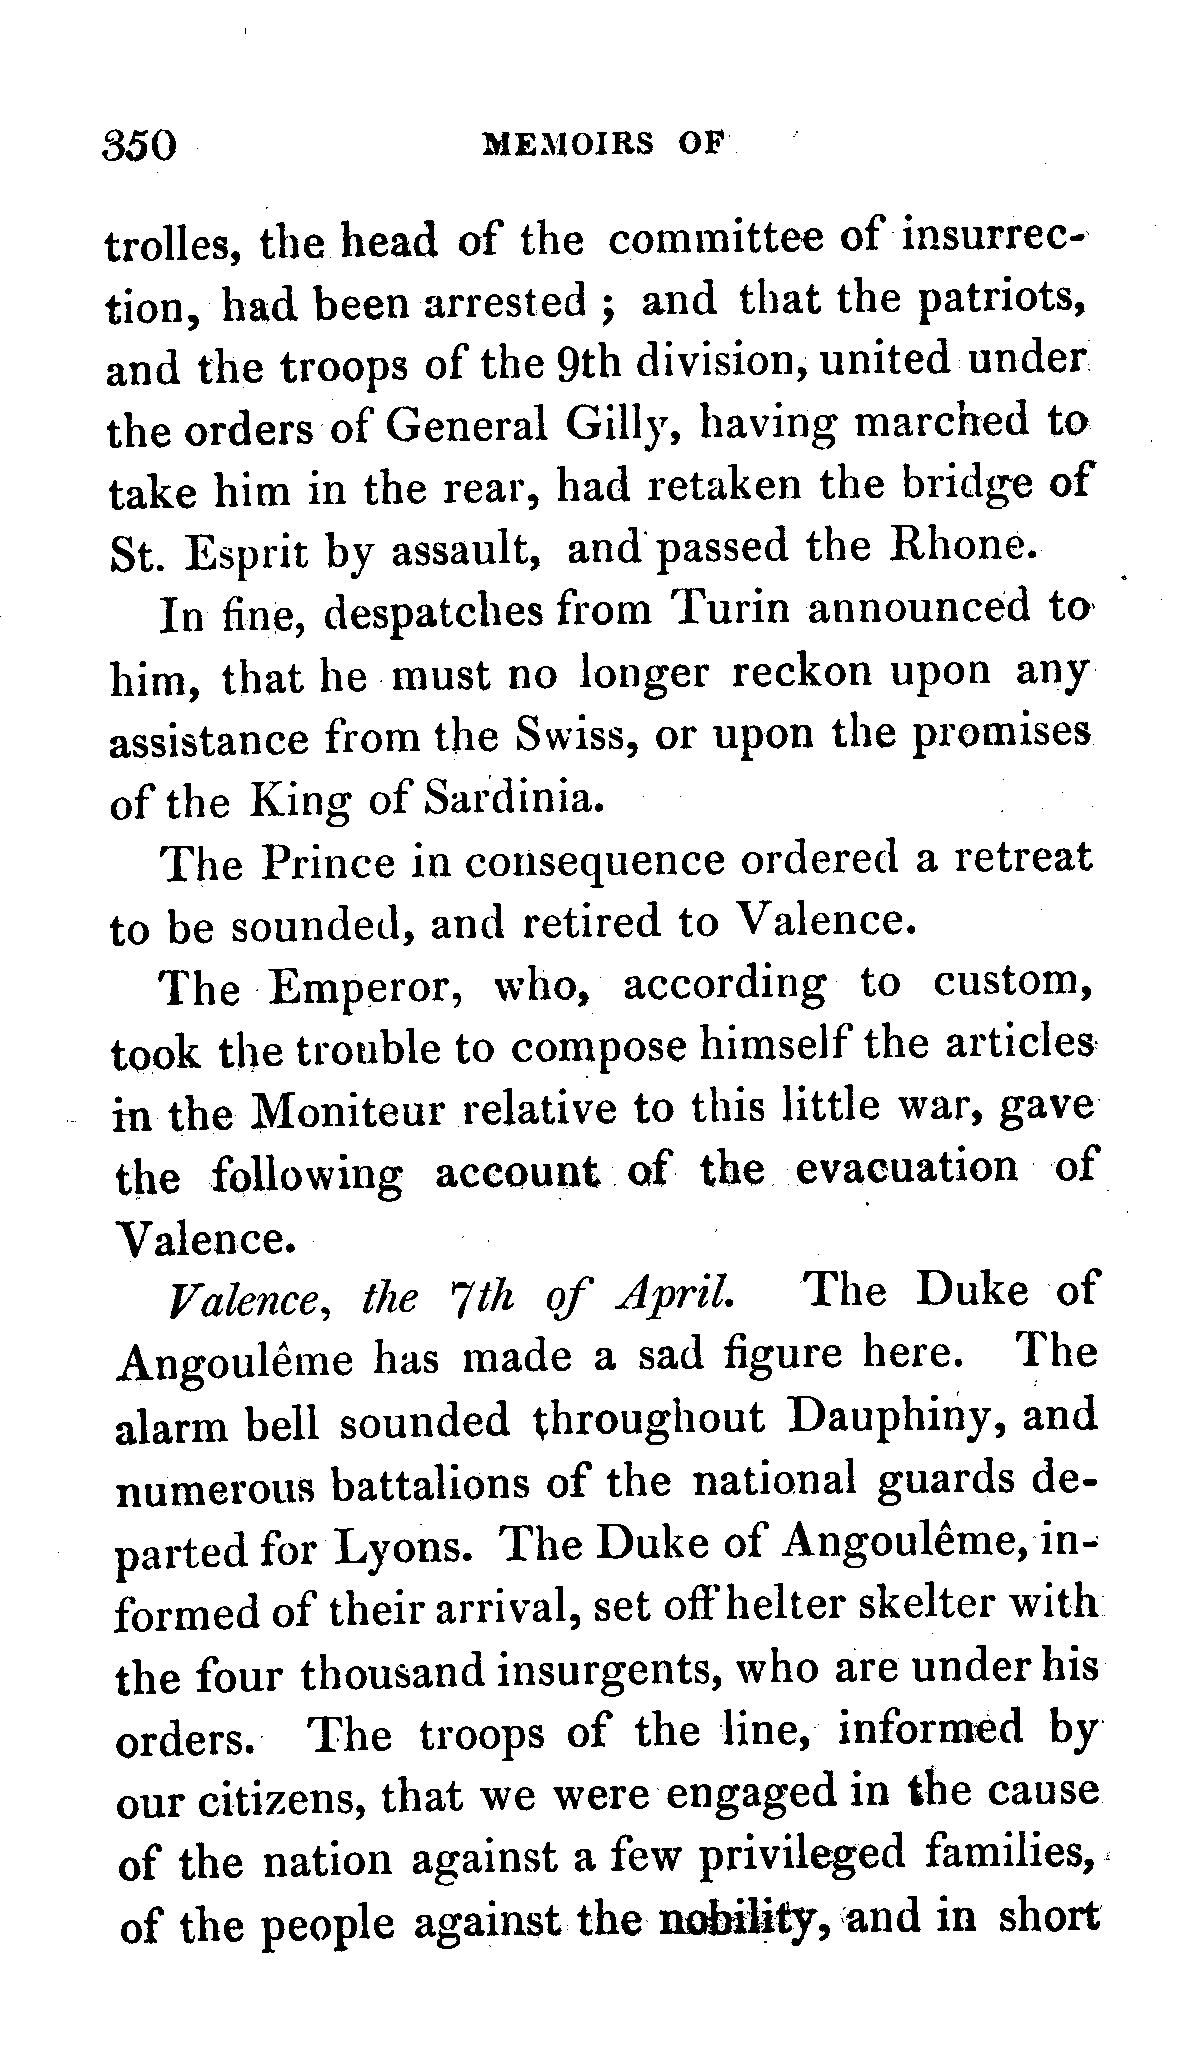 350 MEMOIRS OF
trolles, the head of the committee of insurrec-
tion, had been arrested ; and that the patriots,
and the troops of the 9th division, united under
the orders of General Gilly, having marched to
take him in the rear, had retaken the bridge of
St. Esprit by assault, and passed the Rhone.
In fine, despatches from Turin announced to
him, that he must no longer reckon upon any
assistance from the Swiss, or upon the promises
of the King of Sardinia.
The Prince in consequence ordered a retreat
to be sounded, and retired to Valence.
The Emperor, who, according to custom,
took the trouble to compose himself the articles
in the Moniteur relative to this little war, gave
the following account of the evacuation of
Valence.
Valence, the 7th of April. The Duke of
Angoulême has made a sad figure here. The
alarm bell sounded throughout Dauphiny, and
numerous battalions of the national guards de-
parted for Lyons. The Duke of Angoulême, in-
formed of their arrival, set off helter skelter with
the four thousand insurgents, who are under his
orders. The troops of the line, informed by
our citizens, that we were engaged in the cause
of the nation against a few privileged families,
of the people against the nobility, and in short